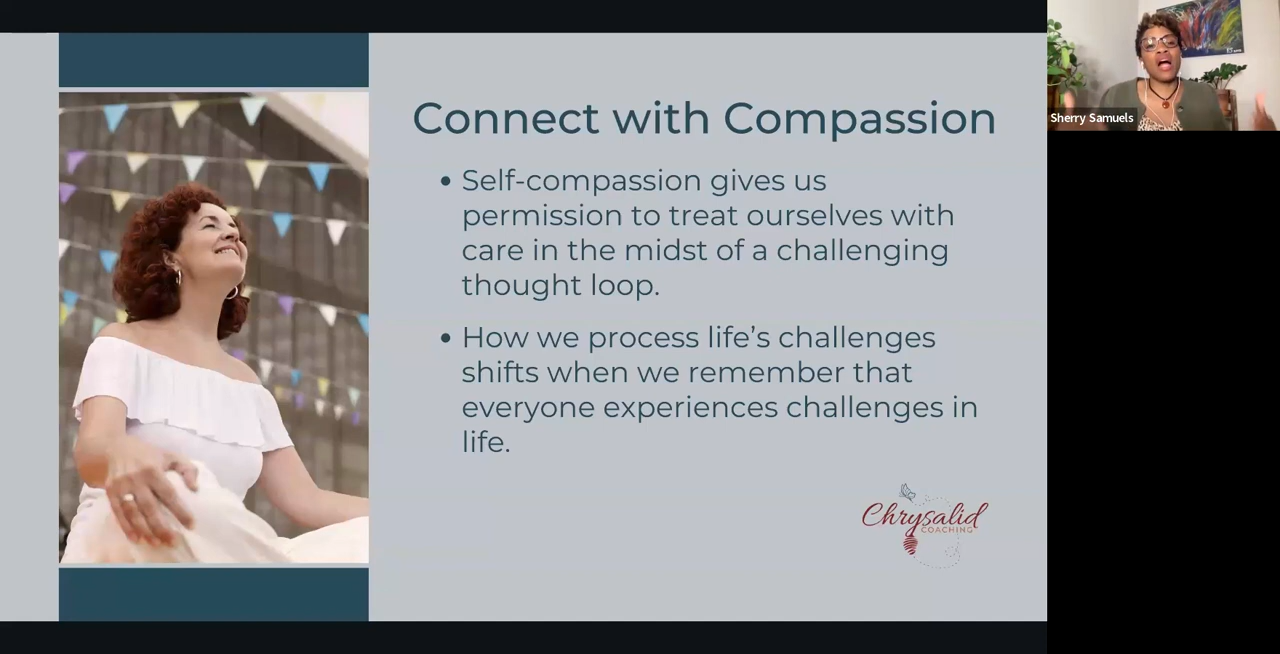 Connect with Compassion
• Self-compassion gives us
permission to treat ourselves with
care in the midst of a challenging
thought loop.
• How we process life’s challenges
shifts when we remember that
everyone experiences challenges in
life.
Chrysalid
COACHING
Sherry Samuels